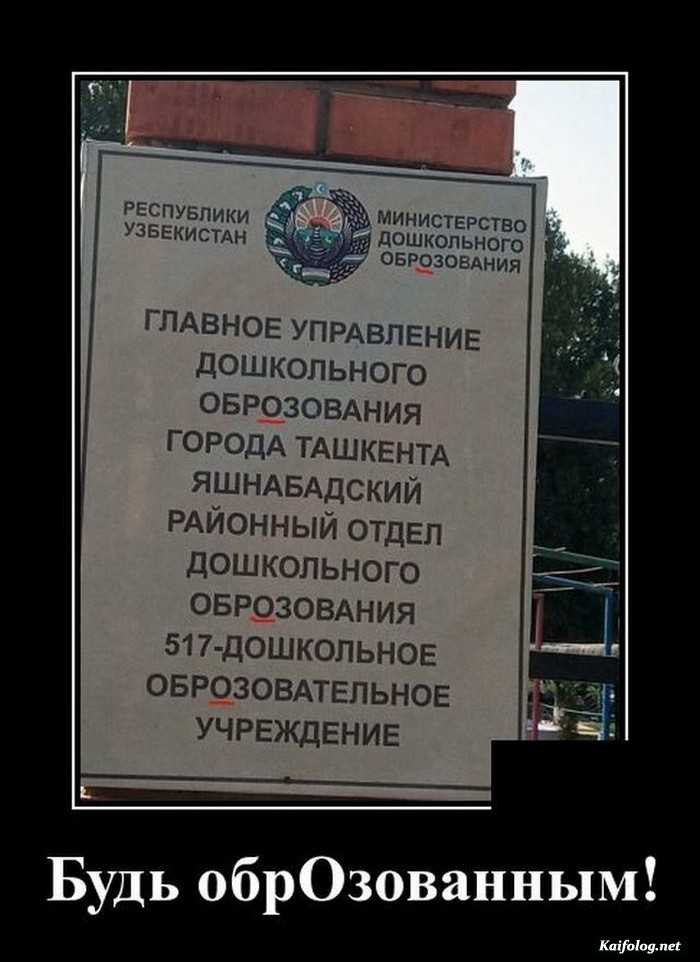 РЕСПУБЛИКИ
УЗБЕКИСТАН
МИНИСТЕРСТВО
ДОШКОЛЬНОГО
ОБРОЗОВАНИЯ
ГЛАВНОЕ УПРАВЛЕНИЕ
ДОШКОЛЬНОГО
ОБРОЗОВАНИЯ
ГОРОДА ТАШКЕНТА
ЯШНАБАДСКИЙ
РАЙОННЫЙ ОТДЕЛ
ДОШКОЛЬНОГО
ОБРОЗОВАНИЯ
517-ДОШКОЛЬНОЕ
ОБРОЗОВАТЕЛЬНОЕ
УЧРЕЖДЕНИЕ
Будь обрОзованным!
Kaifolog.net